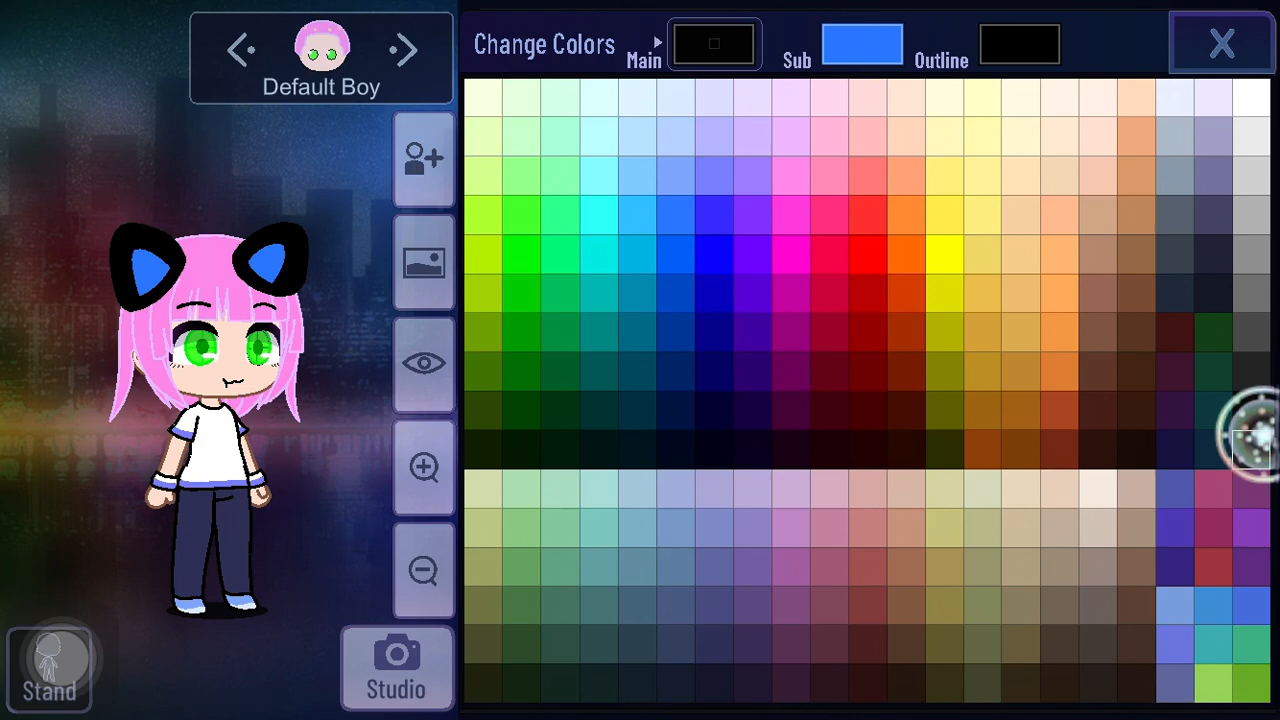 Default Boy
Change Colors
Main
Sub
Outline
X
Stand
Studio